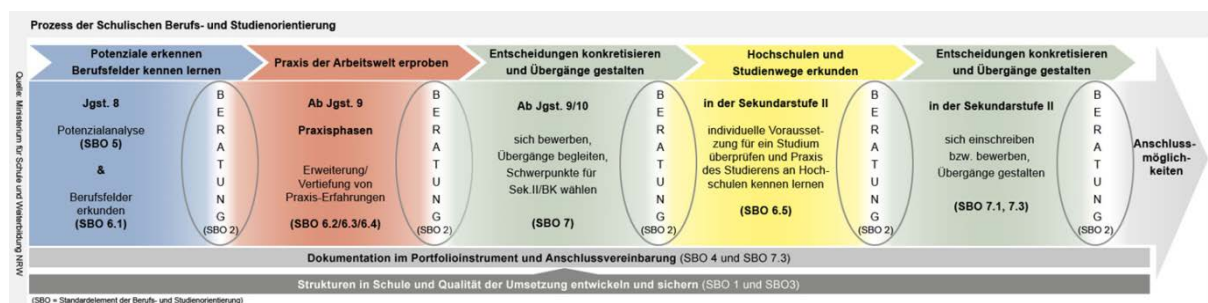 Prozess der Schulischen Berufs- und Studienorientierung
Potenziale erkennen
Berufsfelder kennen lernen
Praxis der Arbeitswelt erproben
Entscheidungen konkretisieren
und Übergänge gestalten
Hochschulen und
Studienwege erkunden
Entscheidungen konkretisieren
und Übergänge gestalten
Quelle: Ministerium für Schule und Weiterbildung NRW
Jgst. 8
Potenzialanalyse
(SBO 5)
&
Berufsfelder
erkunden
(SBO 6.1)
BERATUNG
(SBO 2)
Ab Jgst. 9
Praxisphasen
Erweiterung/
Vertiefung von
Praxis-Erfahrungen
(SBO 6.2/6.3/6.4)
BERATUNG
(SBO 2)
Ab Jgst. 9/10
sich bewerben,
Übergänge begleiten,
Schwerpunkte für
Sek.II/BK wählen
(SBO 7)
BERATUNG
(SBO 2)
in der Sekundarstufe II
individuelle Vorausset-
zung für ein Studium
überprüfen und Praxis
des Studierens an Hoch-
schulen kennen lernen
(SBO 6.5)
BERATUNG
(SBO 2)
in der Sekundarstufe II
sich einschreiben
bzw. bewerben,
Übergänge gestalten
(SBO 7.1, 7.3)
BERATUNG
(SBO 2)
Anschluss-
möglich-
keiten
Dokumentation im Portfolioinstrument und Anschlussvereinbarung (SBO 4 und SBO 7.3)
Strukturen in Schule und Qualität der Umsetzung entwickeln und sichern (SBO 1 und SBO3)
(SBO = Standardelement der Berufs- und Studienorientierung)